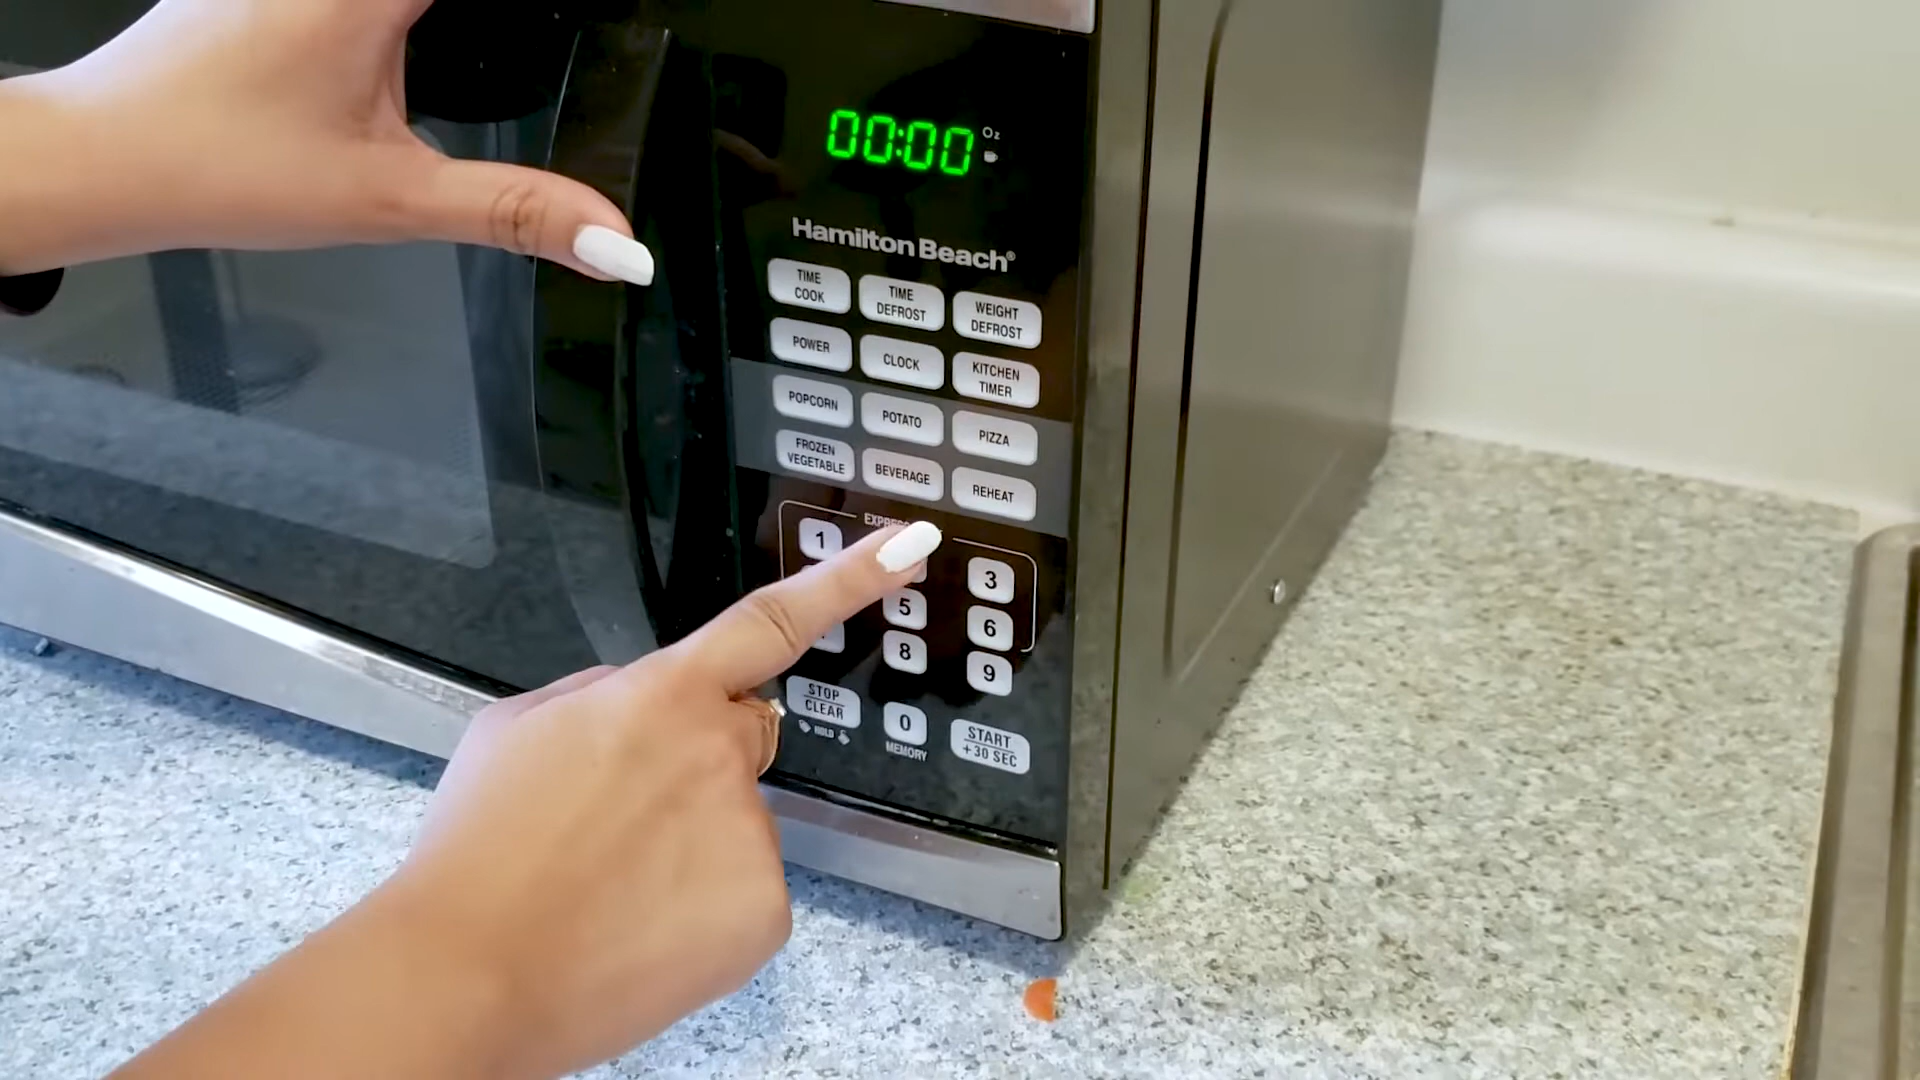 00:00
Oz
Hamilton Beach®
TIME COOK
TIME DEFROST
WEIGHT DEFROST
POWER
CLOCK
KITCHEN TIMER
POPCORN
POTATO
PIZZA
FROZEN VEGETABLE
BEVERAGE
REHEAT
1
3
5
6
8
9
STOP
CLEAR
HOLD
0
MEMORY
START
+30 SEC